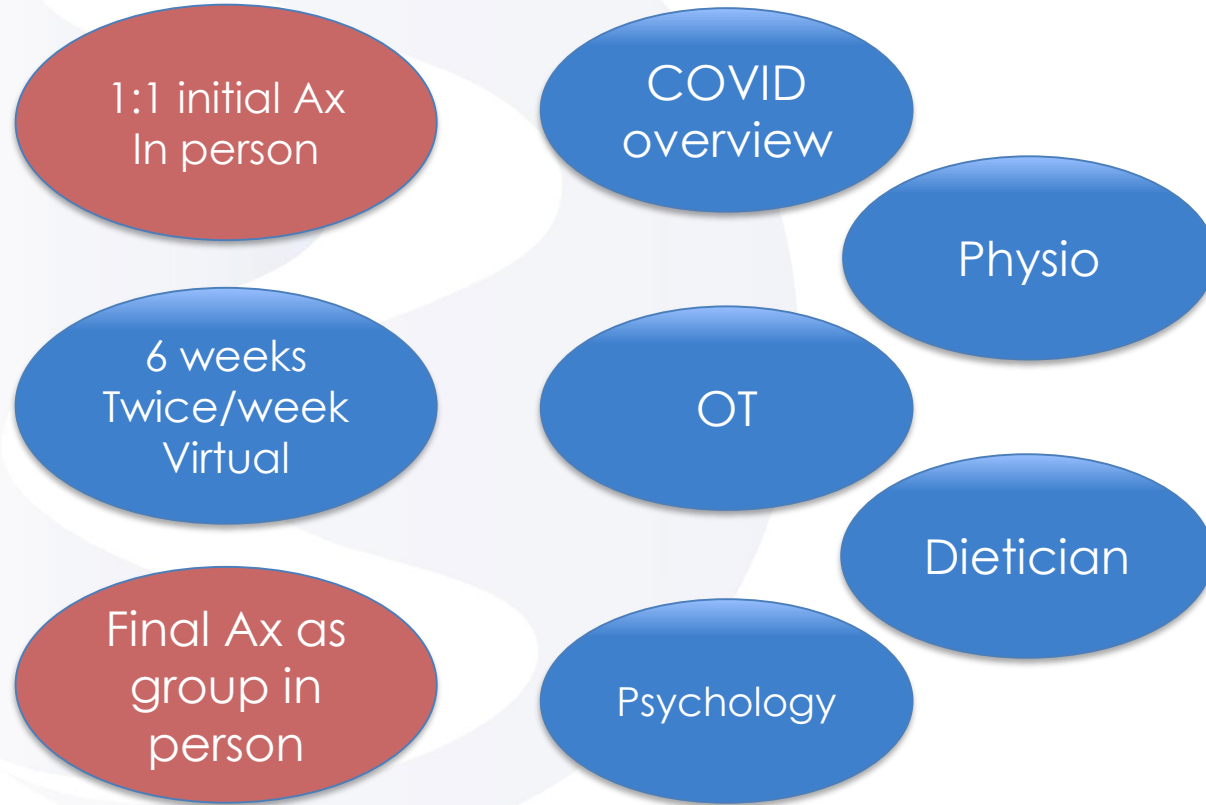 1:1 initial Ax
In person
6 weeks
Twice/week
Virtual
Final Ax as
group in
person
COVID
overview
Physio
OT
Dietician
Psychology